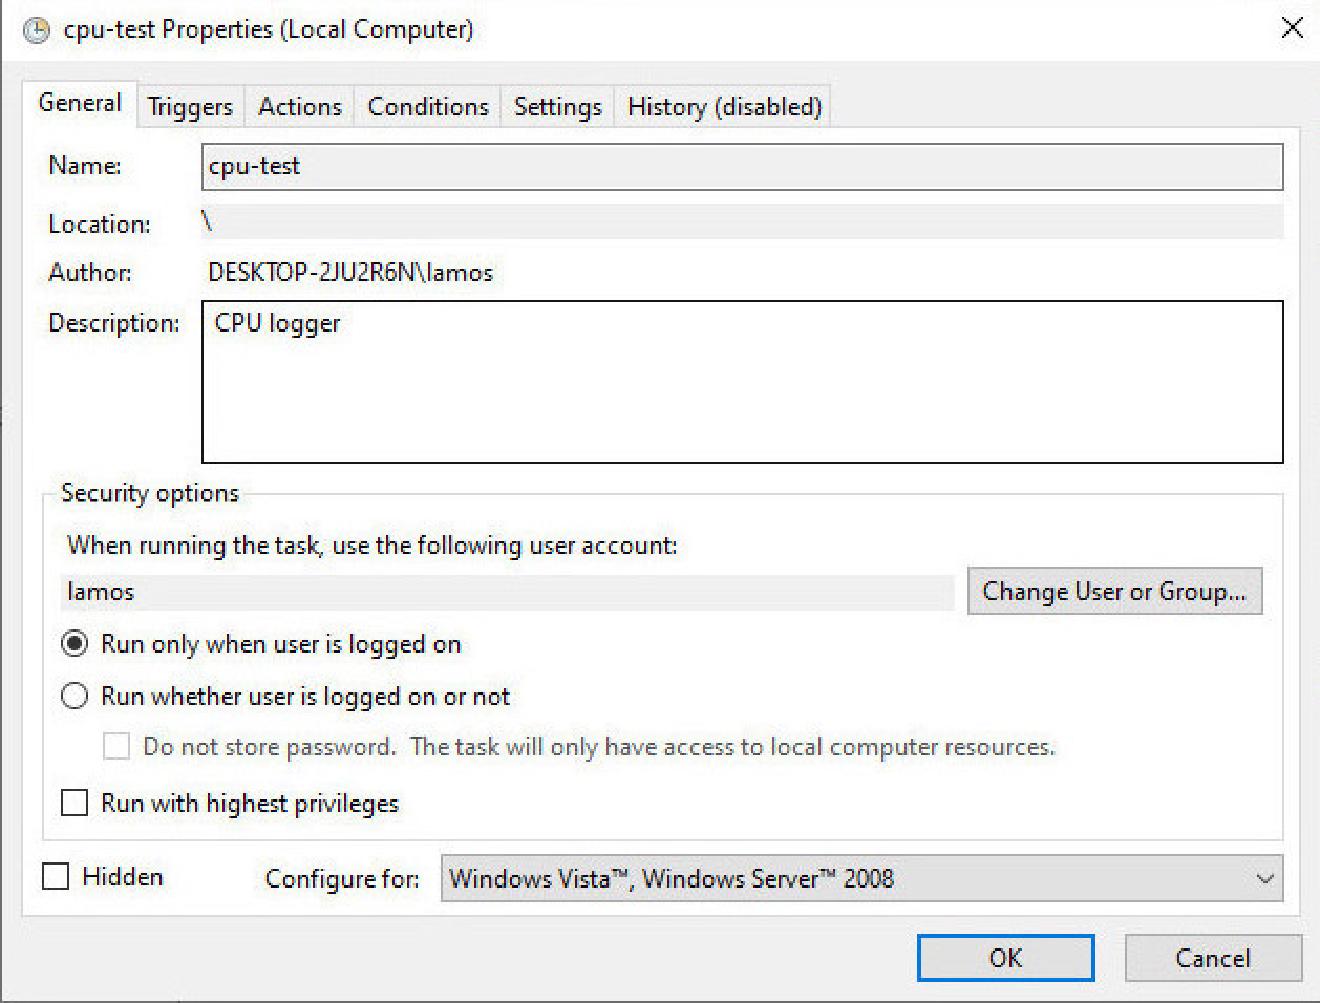 cpu-test Properties (Local Computer)
General Triggers Actions Conditions Settings History (disabled)
Name: cpu-test
Location: \
Author: DESKTOP-2JU2R6N\lamos
Description: CPU logger
Security options
When running the task, use the following user account:
lamos Change User or Group...
Run only when user is logged on
Run whether user is logged on or not
Do not store password. The task will only have access to local computer resources.
Run with highest privileges
Hidden Configure for: Windows Vista™, Windows Server™ 2008
OK Cancel